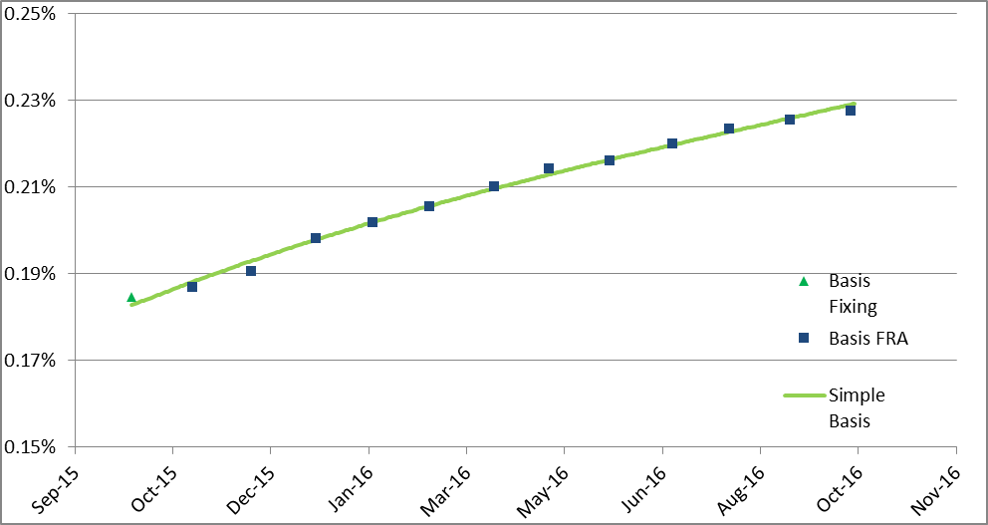 0.25%
0.23%
0.21%
0.19%
0.17%
0.15%
Basis
Fixing
Basis FRA
Simple
Basis
Sep-15
Oct-15
Dec-15
Jan-16
Mar-16
May-16
Jun-16
Aug-16
Oct-16
Nov-16